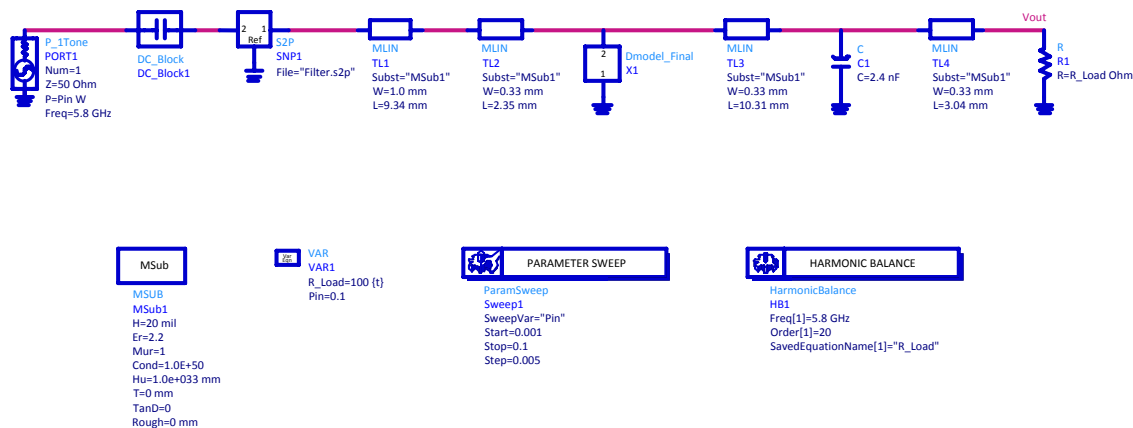 Vout
P_1Tone
PORT1
Num=1
Z=50 Ohm
P=Pin W
Freq=5.8 GHz
DC_Block
DC_Block1
2 1
Ref
S2P
SNP1
File="Filter.s2p"
MLIN
TL1
Subst="MSub1"
W=1.0 mm
L=9.34 mm
MLIN
TL2
Subst="MSub1"
W=0.33 mm
L=2.35 mm
2
1
Dmodel_Final
X1
MLIN
TL3
Subst="MSub1"
W=0.33 mm
L=10.31 mm
C
C1
C=2.4 nF
MLIN
TL4
Subst="MSub1"
W=0.33 mm
L=3.04 mm
R
R1
R=R_Load Ohm
MSub
MSUB
MSub1
H=20 mil
Er=2.2
Mur=1
Cond=1.0E+50
Hu=1.0e+033 mm
T=0 mm
TanD=0
Rough=0 mm
Var
Eqn
VAR
VAR1
R_Load=100 {t}
Pin=0.1
PARAMETER SWEEP
ParamSweep
Sweep1
SweepVar="Pin"
Start=0.001
Stop=0.1
Step=0.005
HARMONIC BALANCE
HarmonicBalance
HB1
Freq[1]=5.8 GHz
Order[1]=20
SavedEquationName[1]="R_Load"